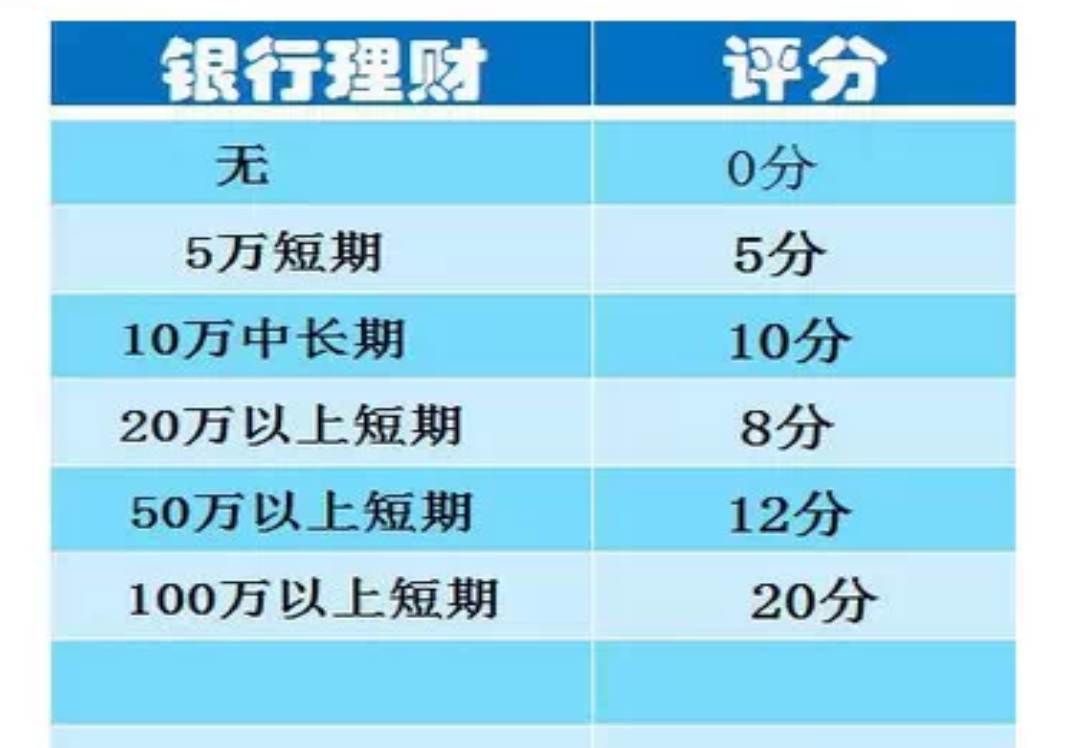 银行理财 评分
无 0分
5万短期 5分
10万中长期 10分
20万以上短期 8分
50万以上短期 12分
100万以上短期 20分